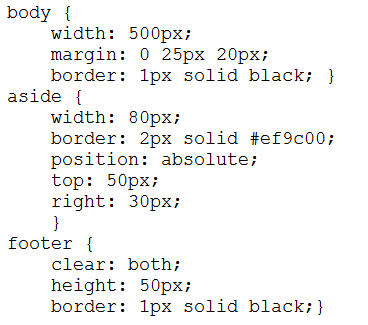 body {
    width: 500px;
    margin: 0 25px 20px;
    border: 1px solid black; }
aside {
    width: 80px;
    border: 2px solid #ef9c00;
    position: absolute;
    top: 50px;
    right: 30px;
    }
footer {
    clear: both;
    height: 50px;
    border: 1px solid black;}